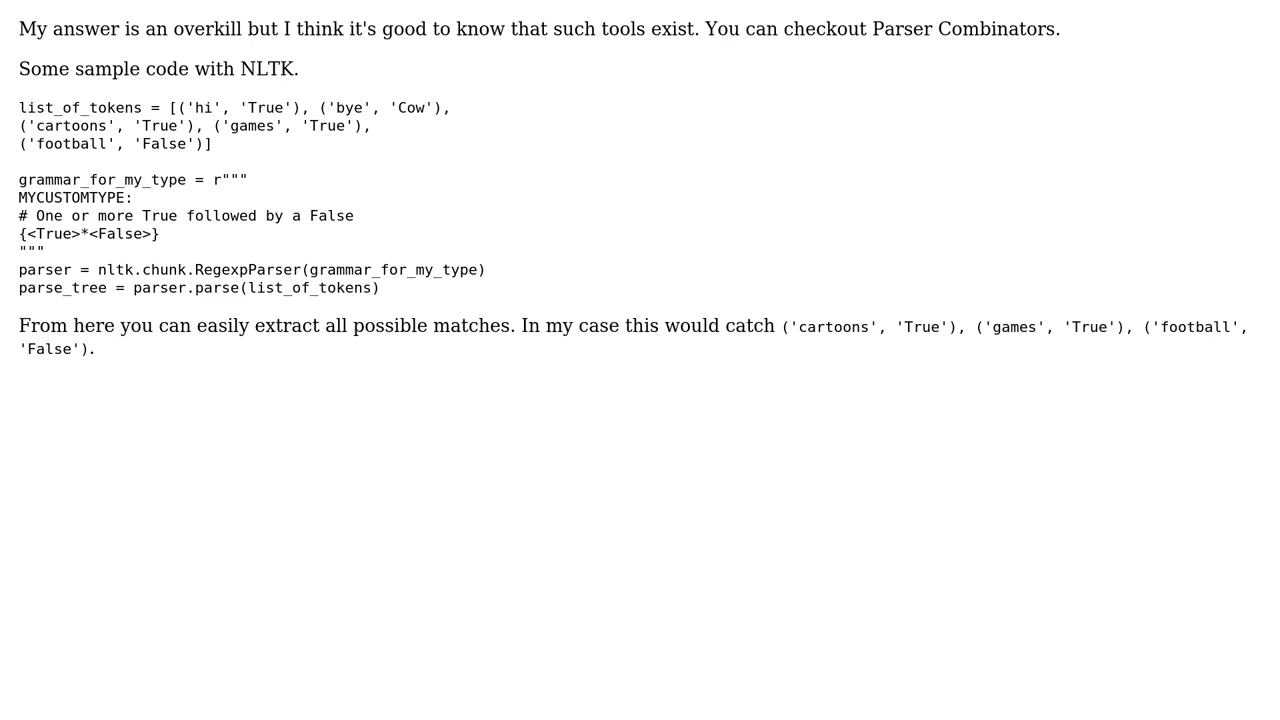 My answer is an overkill but I think it's good to know that such tools exist. You can checkout Parser Combinators.
Some sample code with NLTK.
list_of_tokens = [('hi', 'True'), ('bye', 'Cow'),
('cartoons', 'True'), ('games', 'True'),
('football', 'False')]
grammar_for_my_type = r"""
MYCUSTOMTYPE:
# One or more True followed by a False
{<True>*<False>}
"""
parser = nltk.chunk.RegexpParser(grammar_for_my_type)
parse_tree = parser.parse(list_of_tokens)
From here you can easily extract all possible matches. In my case this would catch ('cartoons', 'True'), ('games', 'True'), ('football',
'False').